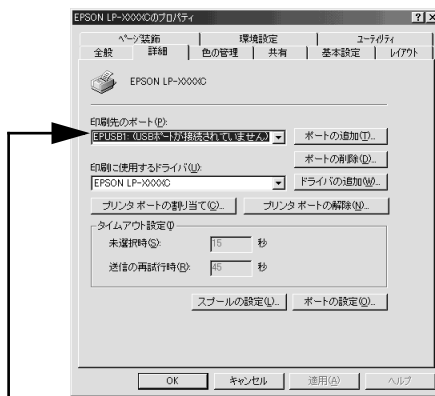 EPSON LP-XXXXCのプロパティ
ページ装飾 環境設定 ユーティリティ
全般 詳細 色の管理 共有 基本設定 レイアウト
EPSON LP-XXXXC
印刷先のポート(P):
EPUSB1: (USBポートが接続されていません)
ポートの追加(T)...
ポートの削除(D)...
印刷に使用するドライバ(U):
EPSON LP-XXXXC
ドライバの追加(W)...
プリンタ ポートの割り当て(C)...
プリンタ ポートの解除(N)...
タイムアウト設定
未選択時(S): 15 秒
送信の再試行時(R): 45 秒
スプールの設定(L)...
ポートの設定(O)...
OK
キャンセル
適用(A)
ヘルプ